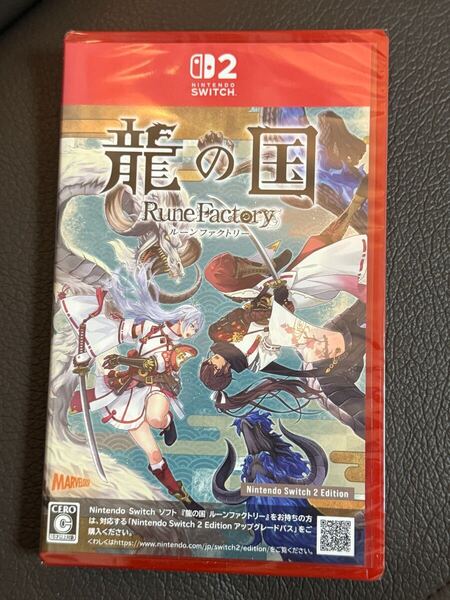 2
NINTENDO
SWITCH
龍の国
Rune Factory
ルーンファクトリー
Nintendo Switch 2 Edition
MARVELOUS
CERO
C
Nintendo Switch ソフト 『龍の国 ルーンファクトリー』をお持ちの方
は、対応する「Nintendo Switch 2 Edition アップグレードパス」をご
購入ください。
くわしくはhttps://www.nintendo.com/jp/switch2/edition/をご覧ください。